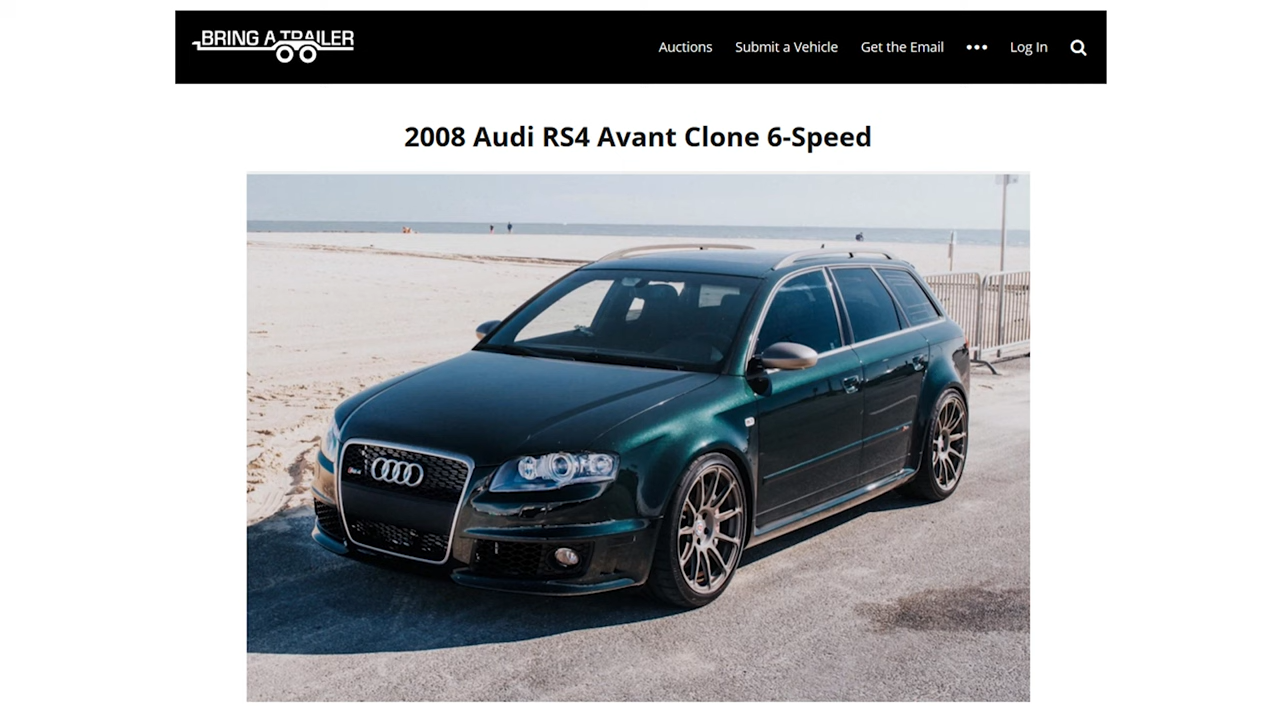 BRING A TRAILER
Auctions Submit a Vehicle Get the Email ••• Log In
2008 Audi RS4 Avant Clone 6-Speed